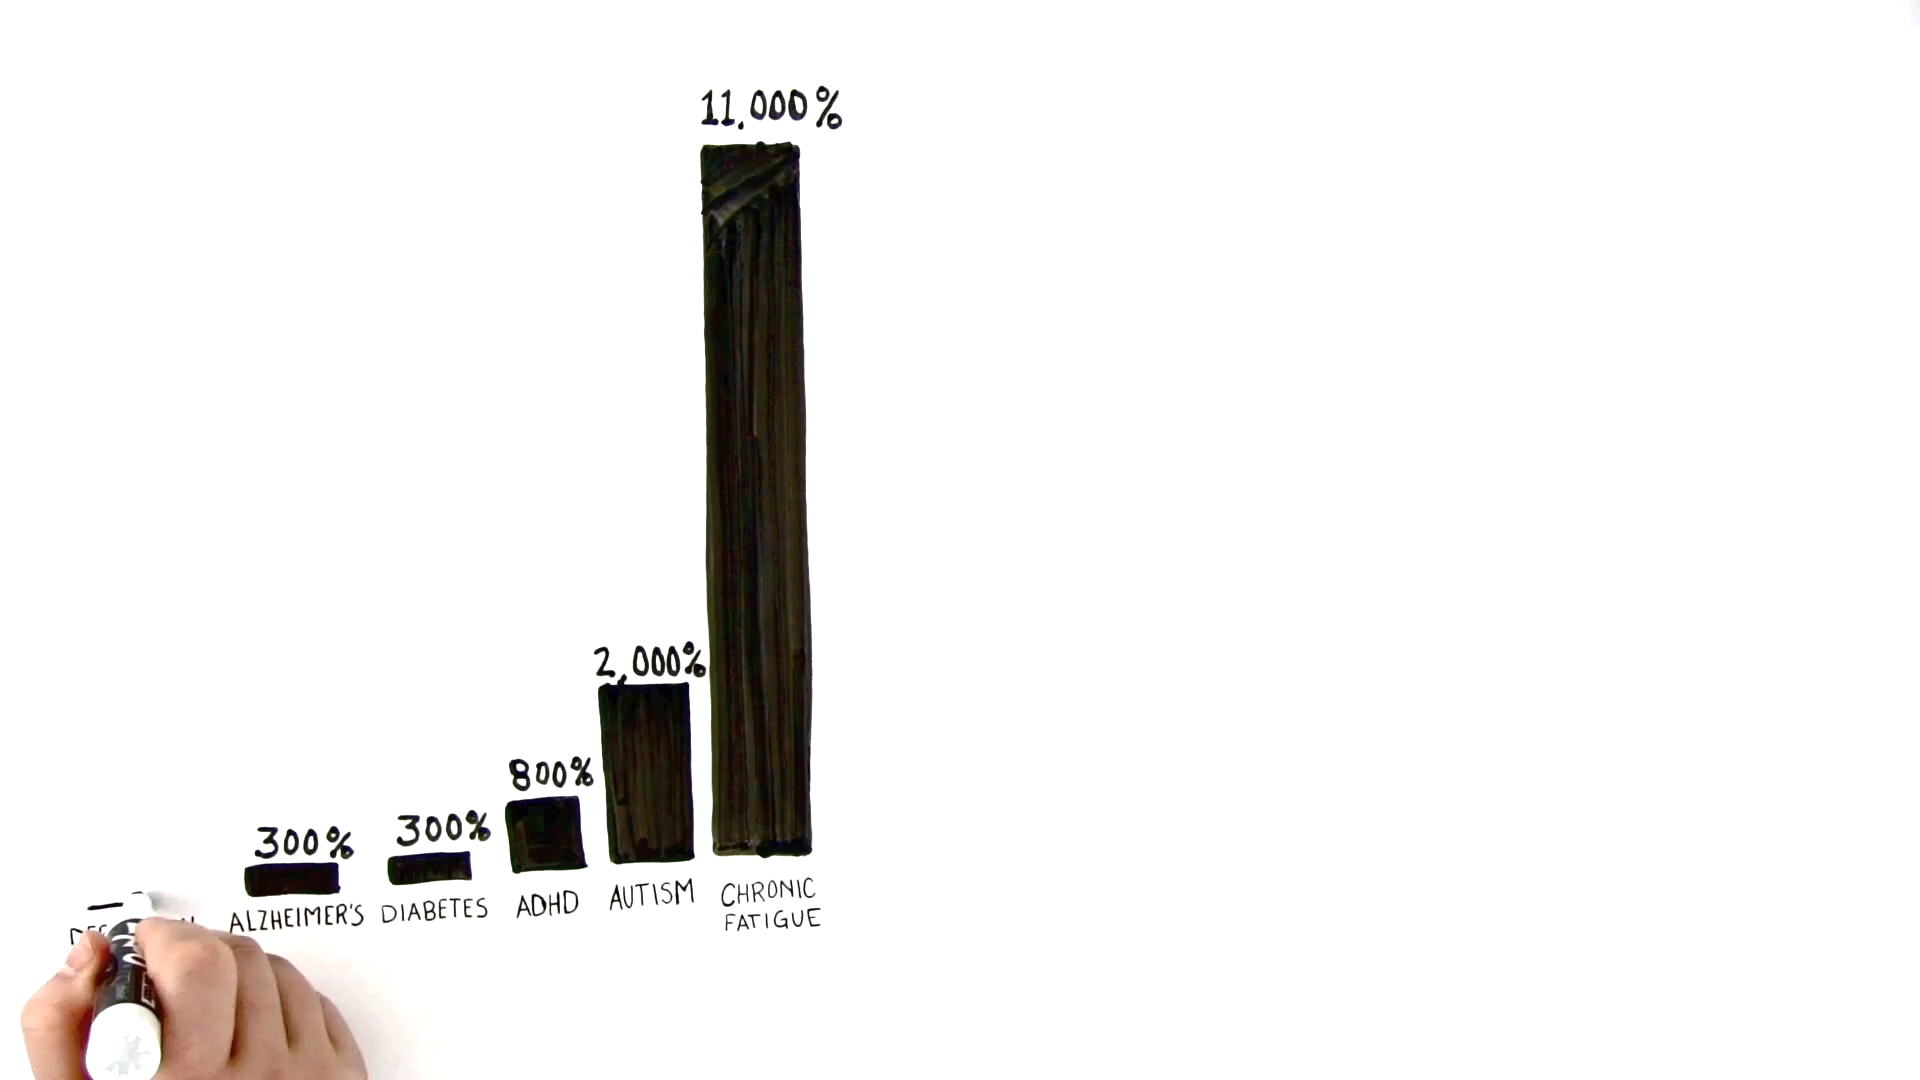 11,000%
2,000%
800%
300%
300%
ALZHEIMER'S
DIABETES
ADHD
AUTISM
CHRONIC
FATIGUE